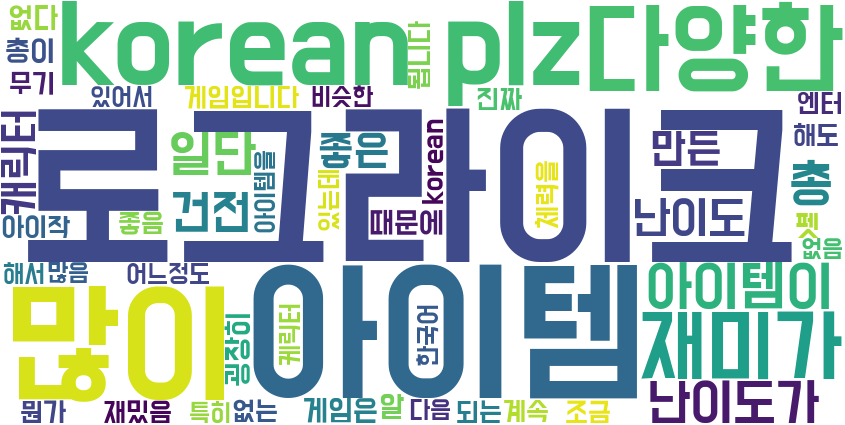 없다 korean plz 다양한
총이
무기 있어서 게임입니다 비슷한 됩니다 진짜 엔터
캐릭터 로그라이크 해도
일단 좋은 korean 만든 총
건전 아이템을 있는데 때문에 체력을 난이도
아이작 좋음 없음
해서 많음 어느정도
많이 아이템 아이템이
굉장히 케릭터 한국어 재미가
난이도가
뭔가 재밌음 특히 없는 게임은 알 다음 되는 계속 조금